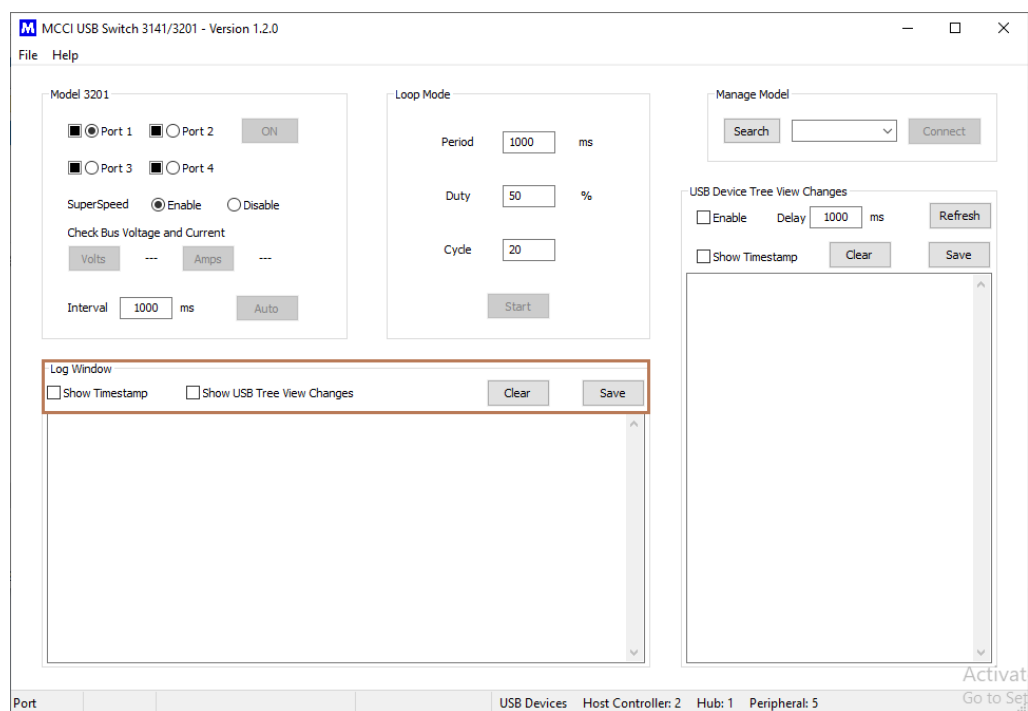 M MCCI USB Switch 3141/3201 - Version 1.2.0
File Help
Model 3201
Port 1 Port 2 ON
Port 3 Port 4
SuperSpeed Enable Disable
Check Bus Voltage and Current
Volts --- Amps ---
Interval 1000 ms Auto
Loop Mode
Period 1000 ms
Duty 50 %
Cycle 20
Start
Manage Model
Search Connect
USB Device Tree View Changes
Enable Delay 1000 ms Refresh
Show Timestamp Clear Save
Log Window
Show Timestamp Show USB Tree View Changes Clear Save
Activat
Go to Set
Port USB Devices Host Controller: 2 Hub: 1 Peripheral: 5